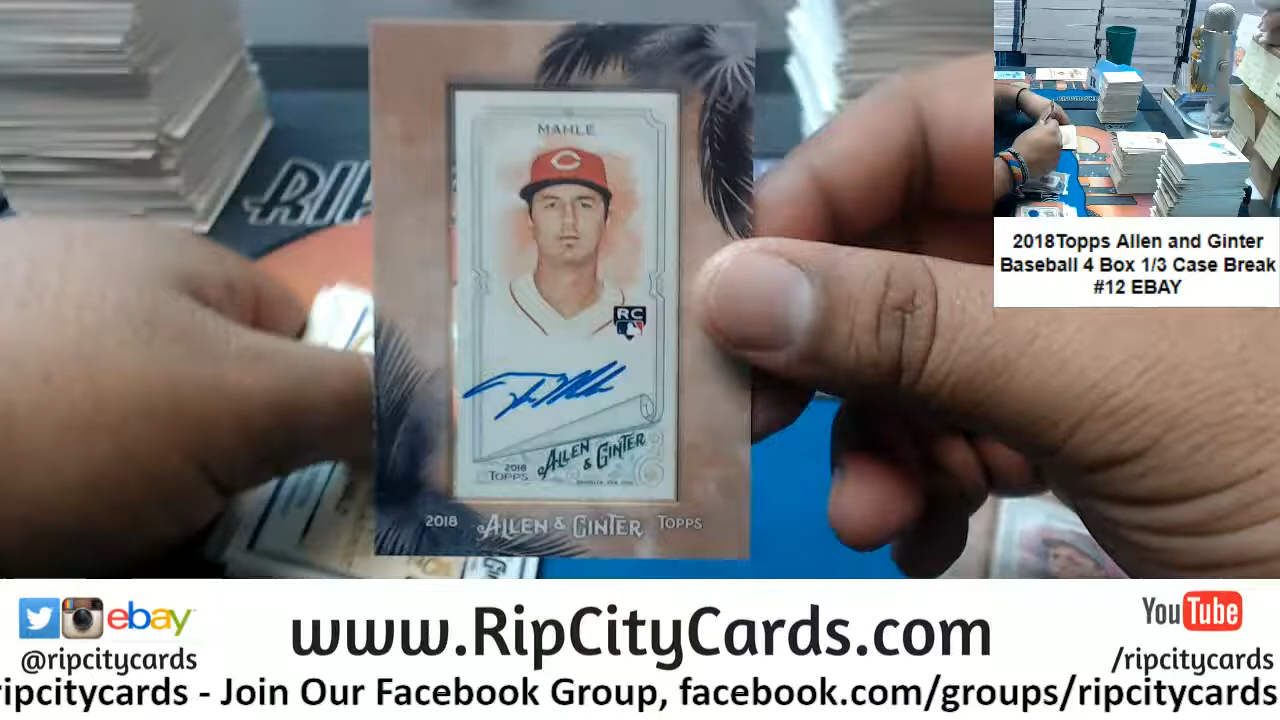 MAHLE
C
RC
2018
TOPPS
ALLEN
& GINTER
2018 ALLEN & GINTER TOPPS
2018Topps Allen and Ginter
Baseball 4 Box 1/3 Case Break
#12 EBAY
ebay
@ripcitycards
www.RipCityCards.com
YouTube
/ripcitycards
ripcitycards - Join Our Facebook Group, facebook.com/groups/ripcitycards